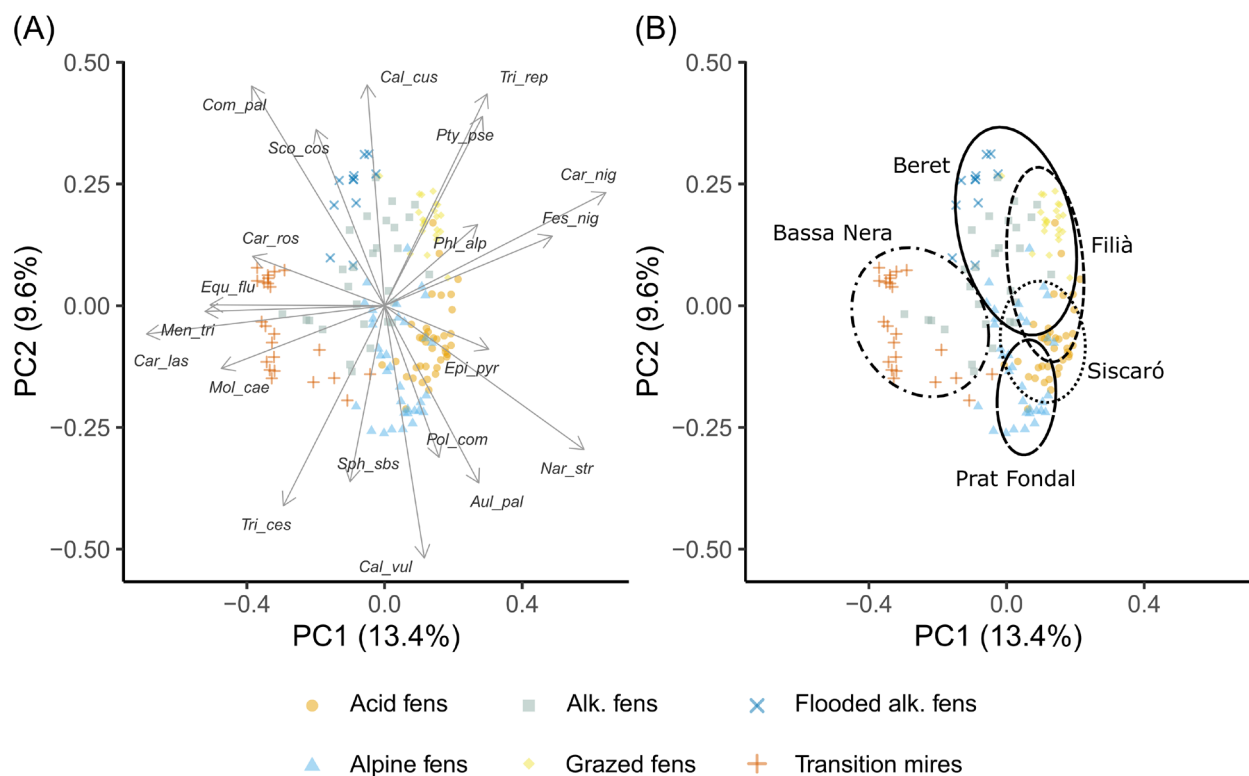 (A)
(B)
0.50
0.25
0.00
−0.25
−0.50
PC2 (9.6%)
Cal_cus
Tri_rep
Com_pal
Pty_pse
Sco_cos
Car_nig
Fes_nig
Phl_alp
Car_ros
Equ_flu
Men_tri
Car_las
Mol_cae
Epi_pyr
Pol_com
Sph_sbs
Nar_str
Aul_pal
Tri_ces
Cal_vul
−0.4
0.0
0.4
PC1 (13.4%)
0.50
0.25
0.00
−0.25
−0.50
PC2 (9.6%)
Beret
Bassa Nera
Filià
Siscaró
Prat Fondal
−0.4
0.0
0.4
PC1 (13.4%)
Acid fens
Alk. fens
Flooded alk. fens
Alpine fens
Grazed fens
Transition mires